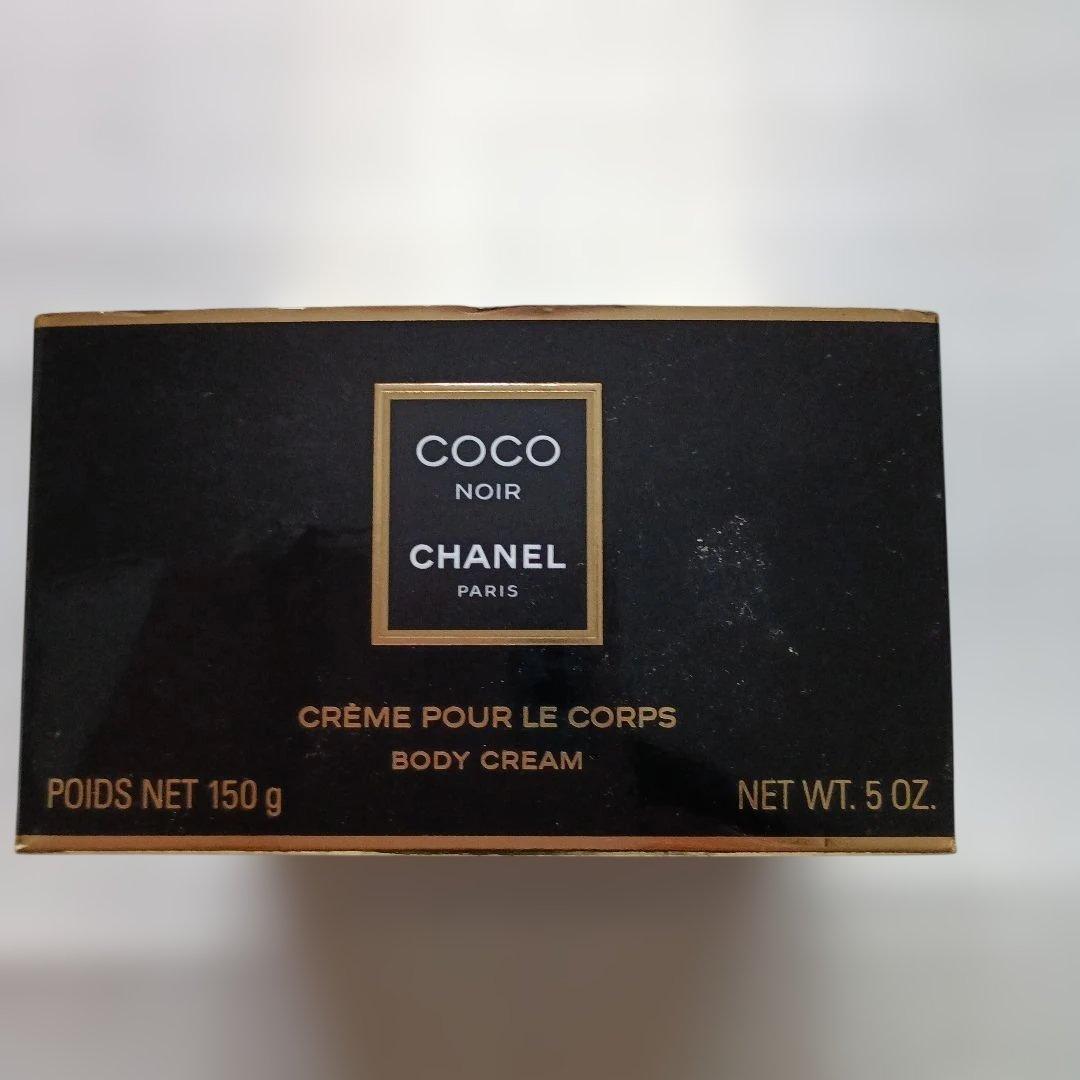 COCO
NOIR
CHANEL
PARIS
CRÈME POUR LE CORPS
BODY CREAM
POIDS NET 150 g NET WT. 5 OZ.